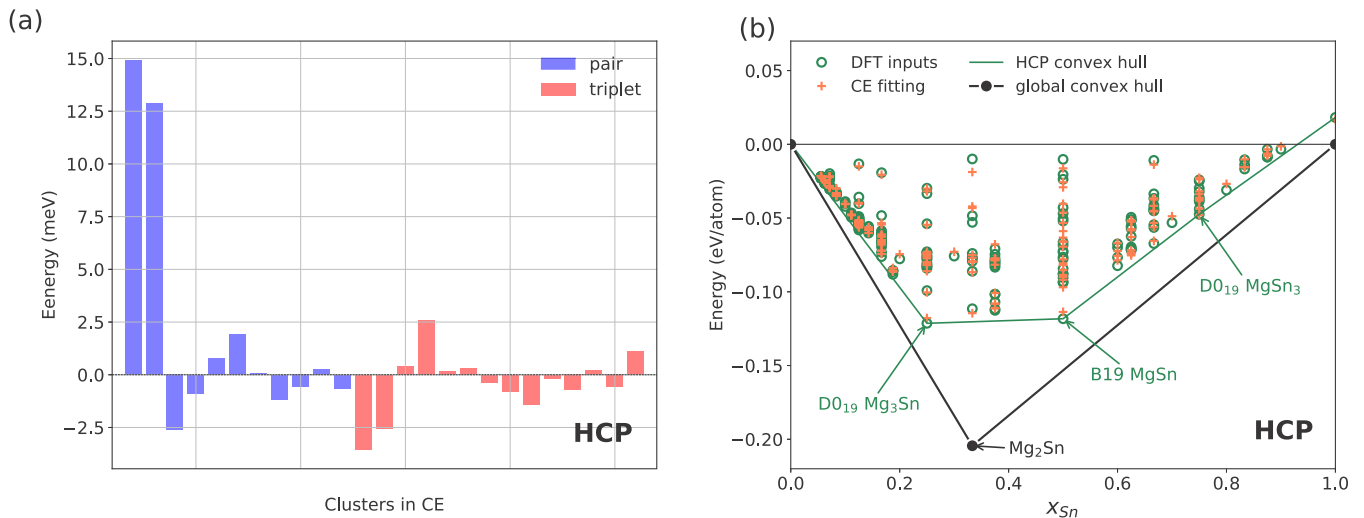 (a)
15.0
12.5
10.0
7.5
5.0
2.5
0.0
−2.5
Eenergy (meV)
pair
triplet
HCP
Clusters in CE
(b)
0.05
0.00
−0.05
−0.10
−0.15
−0.20
Energy (eV/atom)
DFT inputs
CE fitting
HCP convex hull
global convex hull
D0₁₉ MgSn₃
B19 MgSn
D0₁₉ Mg₃Sn
Mg₂Sn
HCP
0.0 0.2 0.4 0.6 0.8 1.0
x_Sn